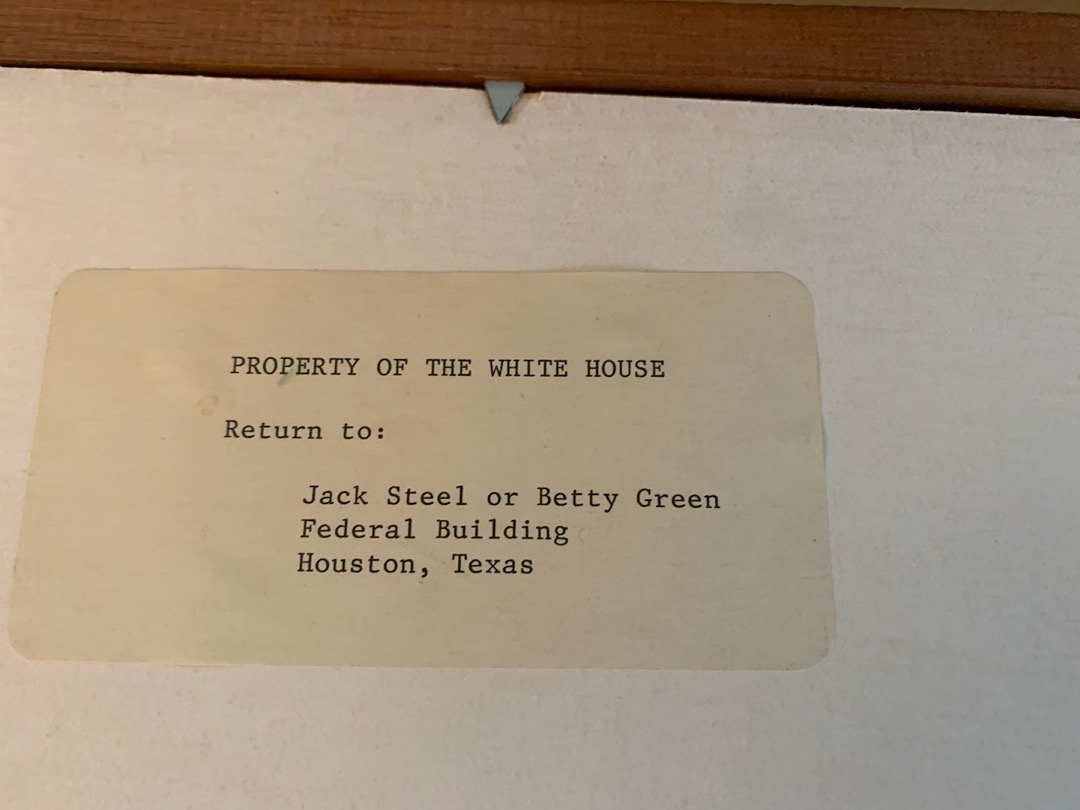 PROPERTY OF THE WHITE HOUSE
Return to:
Jack Steel or Betty Green
Federal Building
Houston, Texas